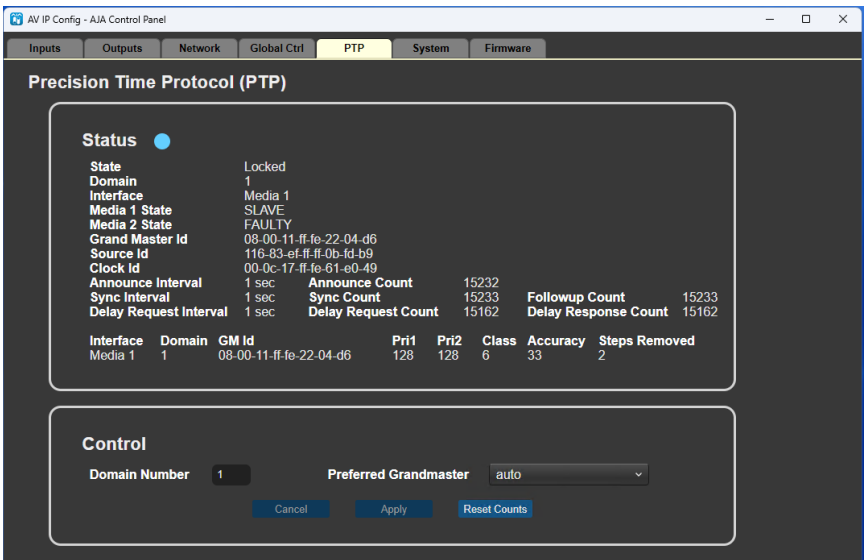 AV IP Config - AJA Control Panel
Inputs Outputs Network Global Ctrl PTP System Firmware
Precision Time Protocol (PTP)
Status
State Locked
Domain 1
Interface Media 1
Media 1 State SLAVE
Media 2 State FAULTY
Grand Master Id 08-00-11-ff-fe-22-04-d6
Source Id 116-83-ef-ff-ff-0b-fd-b9
Clock Id 00-0c-17-ff-fe-61-e0-49
Announce Interval 1 sec Announce Count 15232
Sync Interval 1 sec Sync Count 15233 Followup Count 15233
Delay Request Interval 1 sec Delay Request Count 15162 Delay Response Count 15162
Interface Domain GM Id Pri1 Pri2 Class Accuracy Steps Removed
Media 1 1 08-00-11-ff-fe-22-04-d6 128 128 6 33 2
Control
Domain Number 1 Preferred Grandmaster auto
Cancel Apply Reset Counts